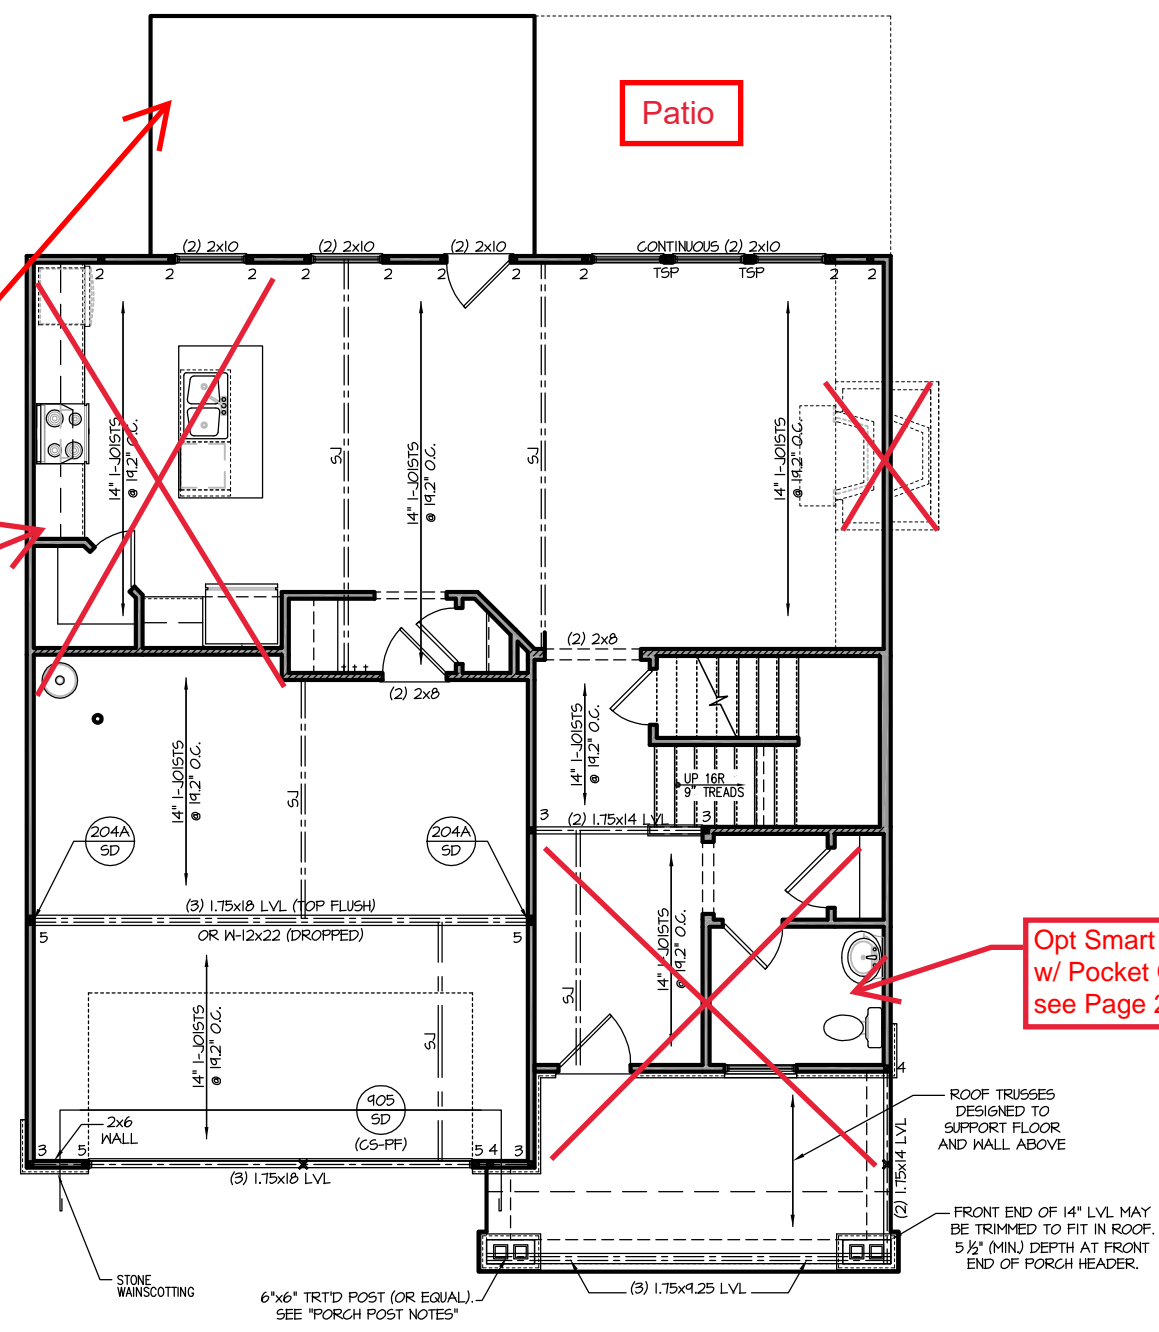 Patio
(2) 2x10
(2) 2x10
(2) 2x10
CONTINUOUS (2) 2x10
2
2
2
2
2
2
2
2
TSP
TSP
2
2
14" I-JOISTS
@ 19.2" O.C.
SJ
14" I-JOISTS
@ 19.2" O.C.
SJ
14" I-JOISTS
@ 19.2" O.C.
(2) 2x8
(2) 2x8
14" I-JOISTS
@ 19.2" O.C.
SJ
14" I-JOISTS
@ 19.2" O.C.
UP 16R
9" TREADS
3
(2) 1.75x14 LVL
3
204A
SD
204A
SD
(3) 1.75x18 LVL (TOP FLUSH)
OR W-12x22 (DROPPED)
5
5
14" I-JOISTS
@ 19.2" O.C.
SJ
14" I-JOISTS
@ 19.2" O.C.
SJ
Opt Smart
w/ Pocket
see Page
4
905
SD
(CS-PF)
2x6
WALL
3
5
5
4
3
(3) 1.75x18 LVL
ROOF TRUSSES
DESIGNED TO
SUPPORT FLOOR
AND WALL ABOVE
(2) 1.75x14 LVL
FRONT END OF 14" LVL MAY
BE TRIMMED TO FIT IN ROOF.
5 ½" (MIN.) DEPTH AT FRONT
END OF PORCH HEADER.
STONE
WAINSCOTTING
6"x6" TRT'D POST (OR EQUAL).
SEE "PORCH POST NOTES"
(3) 1.75x9.25 LVL